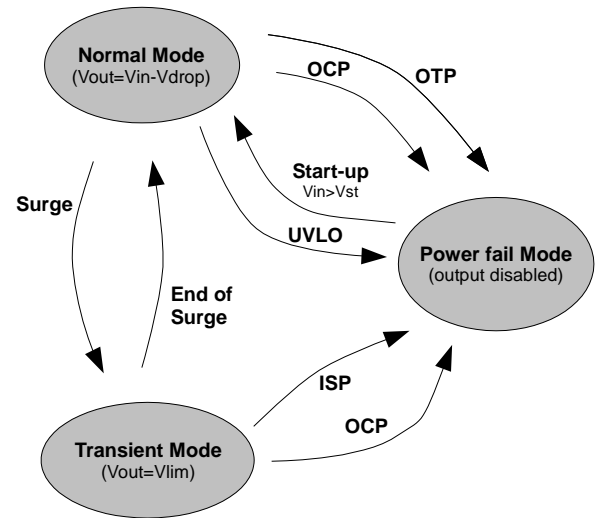 Normal Mode
(Vout=Vin-Vdrop)
OCP
OTP
Start-up
Vin>Vst
Surge
UVLO
Power fail Mode
(output disabled)
End of
Surge
ISP
OCP
Transient Mode
(Vout=Vlim)